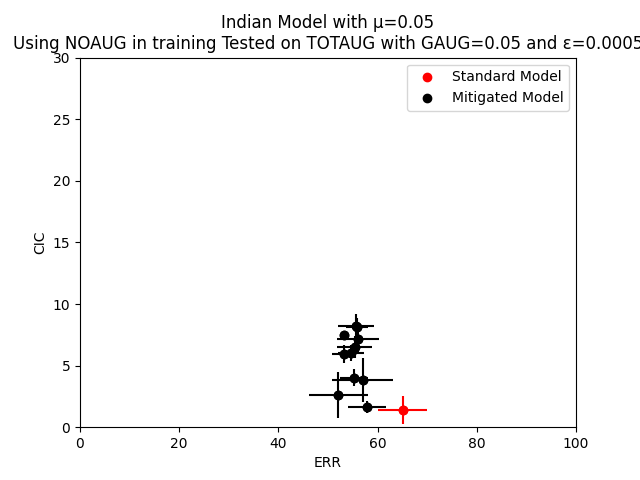 Indian Model with μ=0.05
Using NOAUG in training Tested on TOTAUG with GAUG=0.05 and ε=0.0005
30
25
20
15
10
5
0
CIC
Standard Model
Mitigated Model
0 20 40 60 80 100
ERR